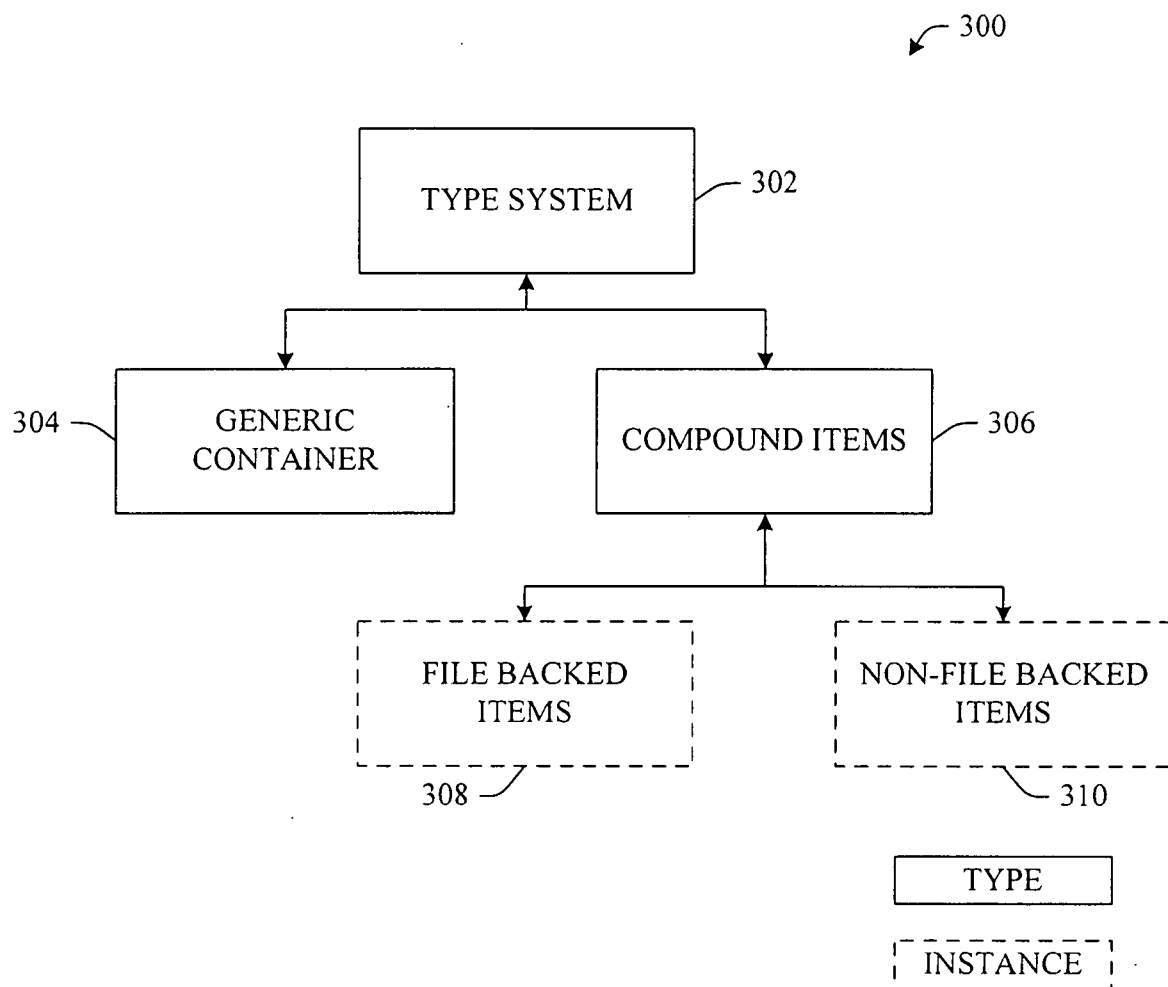 300
TYPE SYSTEM
302
304
GENERIC
CONTAINER
COMPOUND ITEMS
306
FILE BACKED
ITEMS
NON-FILE BACKED
ITEMS
308
310
TYPE
INSTANCE